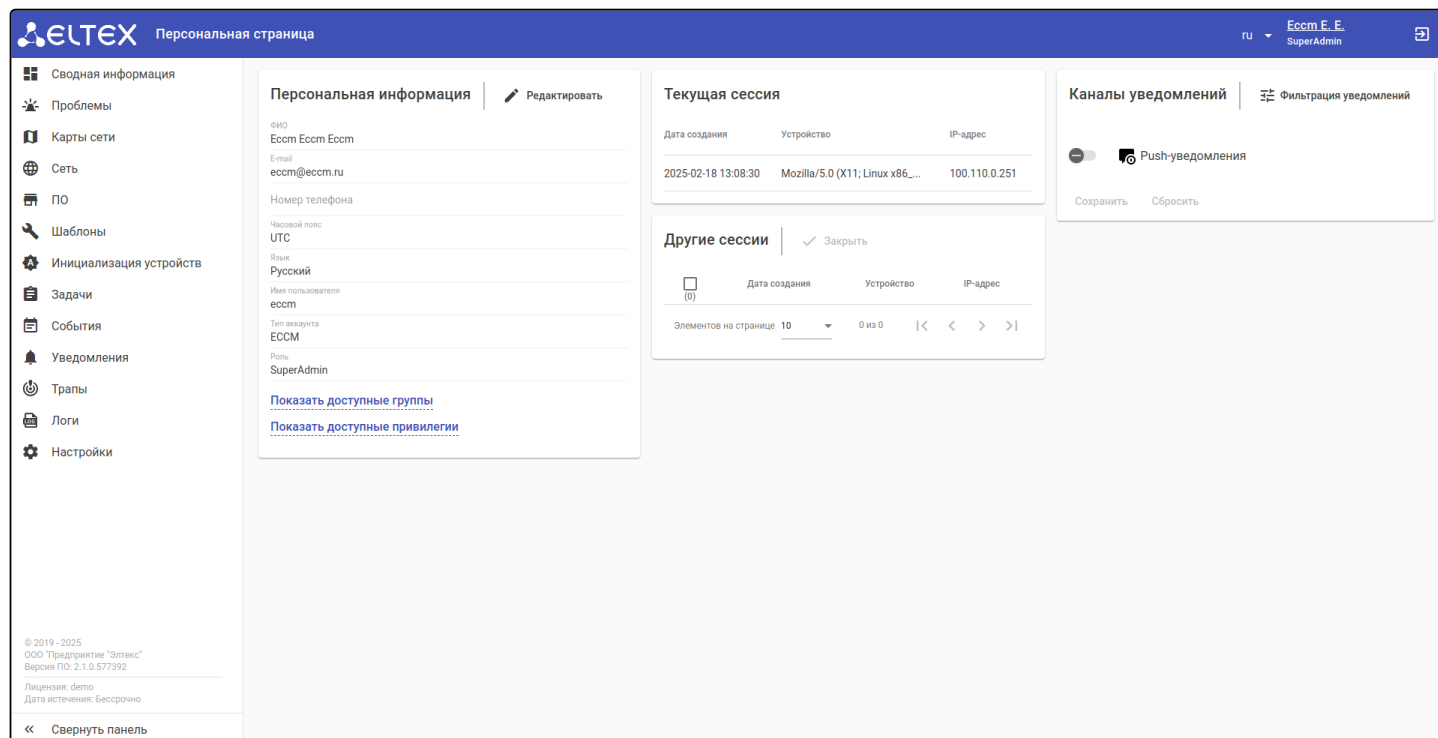 ELTEX
Персональная страница
ru
Eccm E. E.
SuperAdmin
Сводная информация
Проблемы
Карты сети
Сеть
ПО
Шаблоны
Инициализация устройств
Задачи
События
Уведомления
Трапы
LOG
Логи
Настройки
© 2019 - 2025
ООО "Предприятие "Элтекс"
Версия ПО: 2.1.0.577392
Лицензия: demo
Дата истечения: Бессрочно
Свернуть панель
Персональная информация
Редактировать
ФИО
Eccm Eccm Eccm
E-mail
eccm@eccm.ru
Номер телефона
Часовой пояс
UTC
Язык
Русский
Имя пользователя
eccm
Тип аккаунта
ECCM
Роль
SuperAdmin
Показать доступные группы
Показать доступные привилегии
Текущая сессия
Дата создания Устройство IP-адрес
2025-02-18 13:08:30 Mozilla/5.0 (X11; Linux x86_... 100.110.0.251
Другие сессии
Закрыть
(0)
Дата создания Устройство IP-адрес
Элементов на странице 10 0 из 0
Каналы уведомлений
Фильтрация уведомлений
Push-уведомления
Сохранить Сбросить